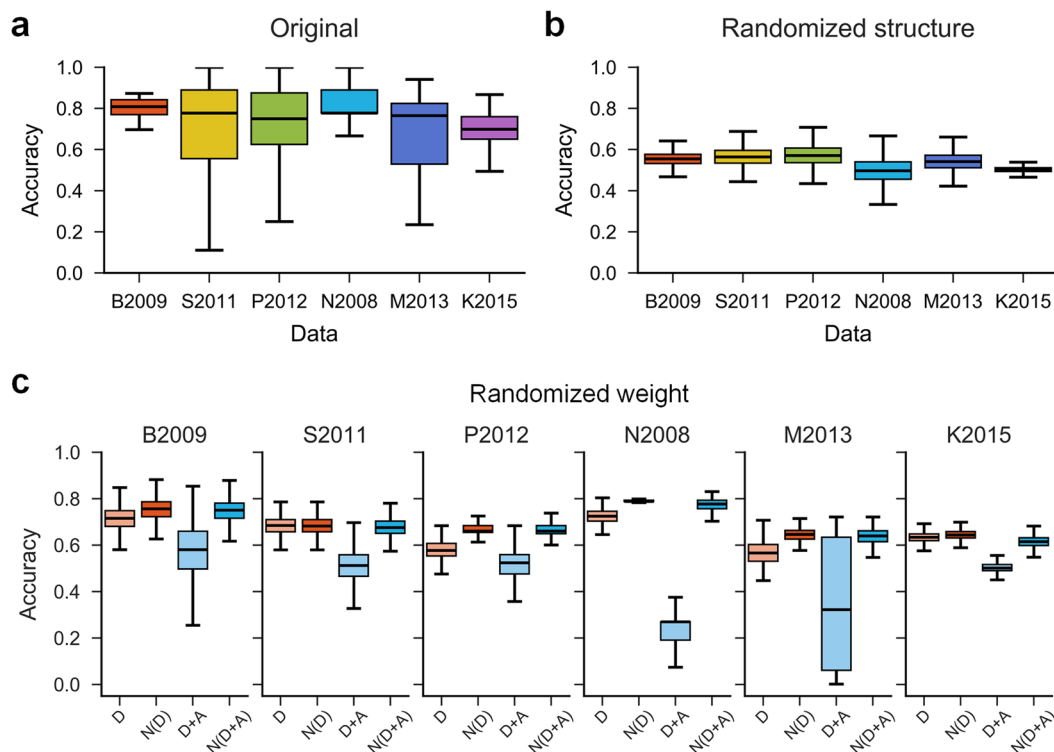 a
Original
1.0
0.8
0.6
0.4
0.2
0.0
Accuracy
B2009 S2011 P2012 N2008 M2013 K2015
Data
b
Randomized structure
1.0
0.8
0.6
0.4
0.2
0.0
Accuracy
B2009 S2011 P2012 N2008 M2013 K2015
Data
c
Randomized weight
B2009 S2011 P2012 N2008 M2013 K2015
1.0
0.8
0.6
0.4
0.2
0.0
Accuracy
D N(D) D+A N(D+A) D N(D) D+A N(D+A) D N(D) D+A N(D+A) D N(D) D+A N(D+A) D N(D) D+A N(D+A) D N(D) D+A N(D+A)